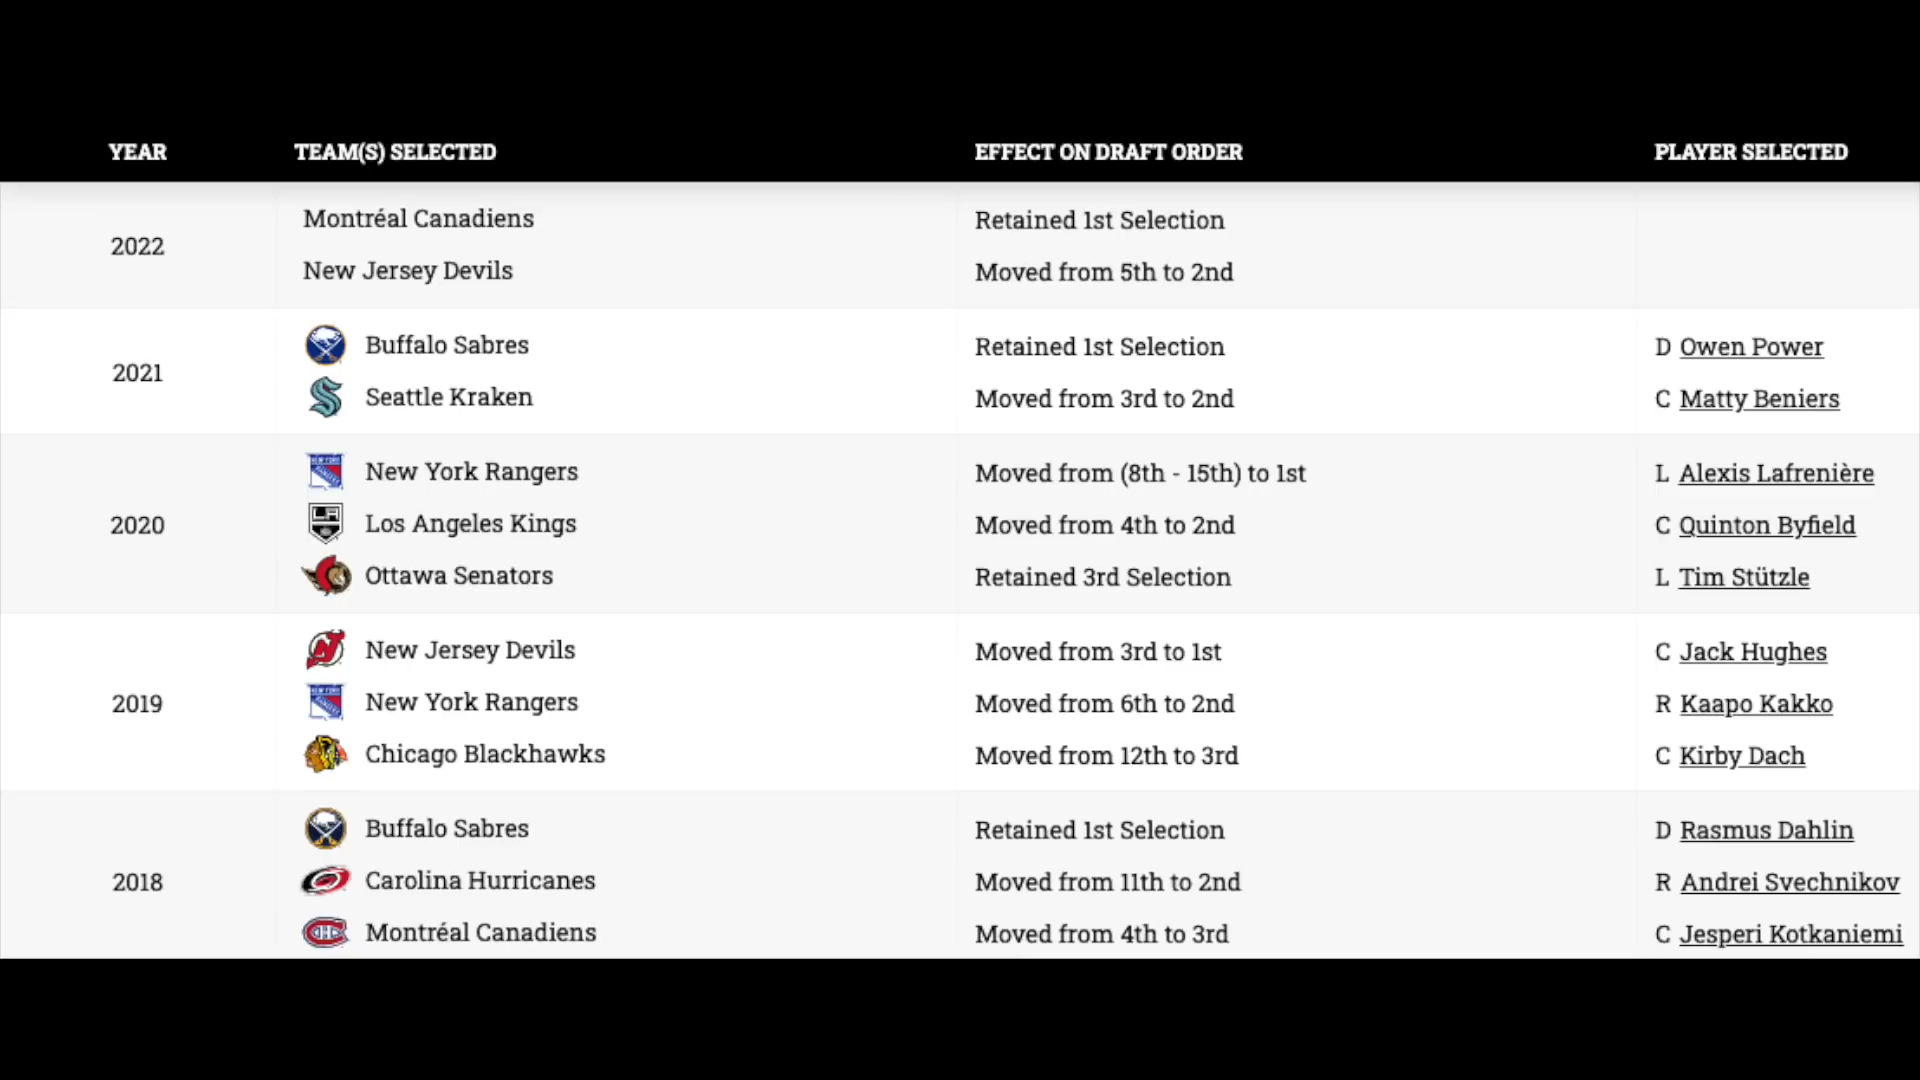 YEAR TEAM(S) SELECTED EFFECT ON DRAFT ORDER PLAYER SELECTED
2022
Montréal Canadiens Retained 1st Selection
New Jersey Devils Moved from 5th to 2nd
2021
Buffalo Sabres Retained 1st Selection D Owen Power
Seattle Kraken Moved from 3rd to 2nd C Matty Beniers
2020
New York Rangers Moved from (8th - 15th) to 1st L Alexis Lafrenière
Los Angeles Kings Moved from 4th to 2nd C Quinton Byfield
Ottawa Senators Retained 3rd Selection L Tim Stützle
2019
New Jersey Devils Moved from 3rd to 1st C Jack Hughes
New York Rangers Moved from 6th to 2nd R Kaapo Kakko
Chicago Blackhawks Moved from 12th to 3rd C Kirby Dach
2018
Buffalo Sabres Retained 1st Selection D Rasmus Dahlin
Carolina Hurricanes Moved from 11th to 2nd R Andrei Svechnikov
Montréal Canadiens Moved from 4th to 3rd C Jesperi Kotkaniemi